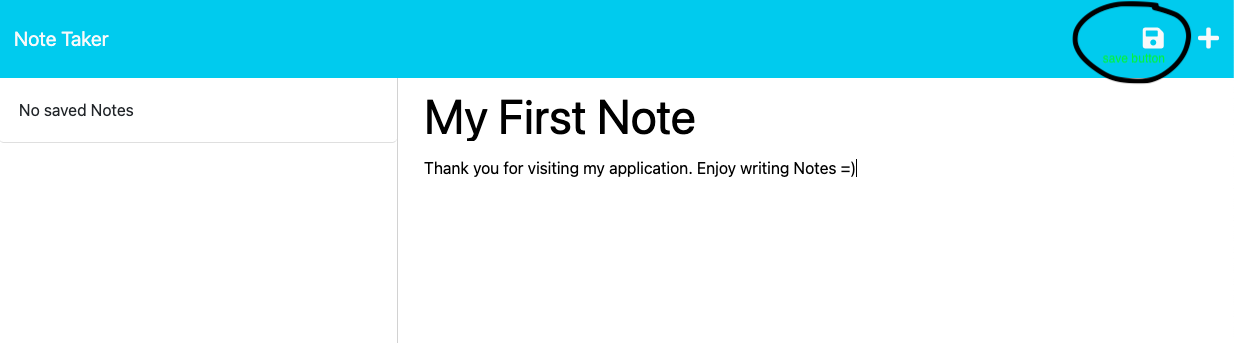 Note Taker
save button
No saved Notes
My First Note
Thank you for visiting my application. Enjoy writing Notes =)